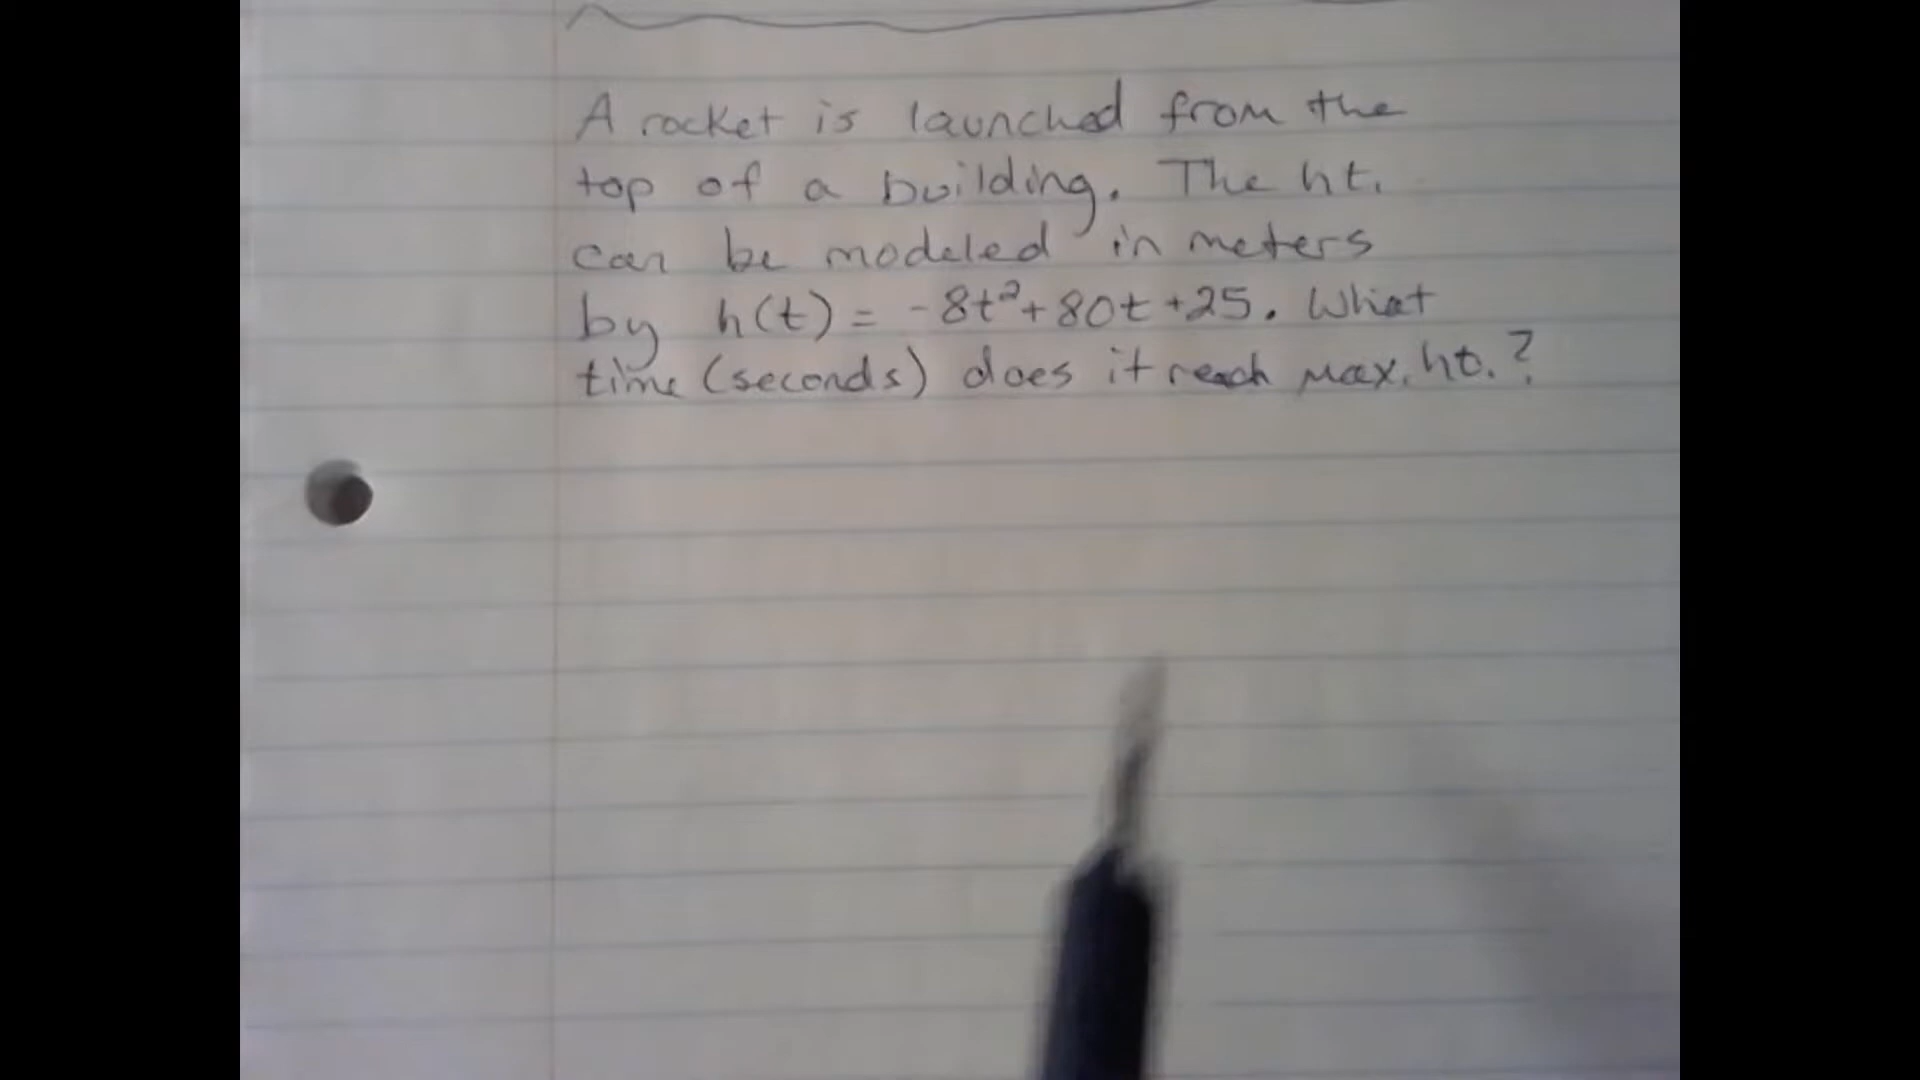 A rocket is launched from the
top of a building. The ht.
can be modeled in meters
by h(t) = -8t²+80t+25. What
time (seconds) does it reach max. ht.?